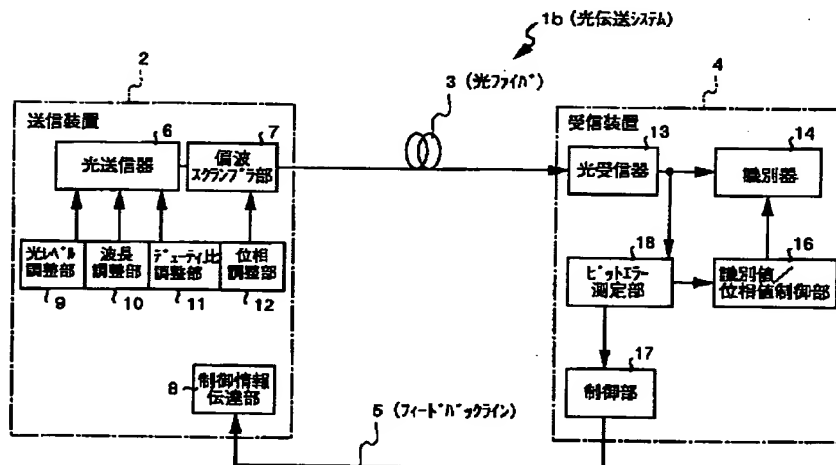 1b (光伝送システム)
2
3 (光ファイバ)
4
送信装置
6
光送信器
7
偏波
スクランブラ部
受信装置
13
光受信器
14
識別器
光レベル
調整部
波長
調整部
デューティ比
調整部
位相
調整部
9
10
11
12
18
ビットエラー
測定部
16
識別値/
位相値制御部
8
制御情報
伝達部
17
制御部
5 (フィードバックライン)